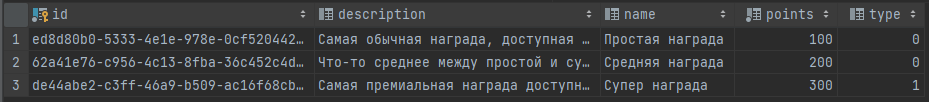 id description name points type
1 ed8d80b0-5333-4e1e-978e-0cf520442… Самая обычная награда, доступная … Простая награда 100 0
2 62a41e76-c956-4c13-8fba-36c452c4d… Что-то среднее между простой и су… Средняя награда 200 0
3 de44abe2-c3ff-46a9-b509-ac16f68cb… Самая премиальная награда доступн… Супер награда 300 1